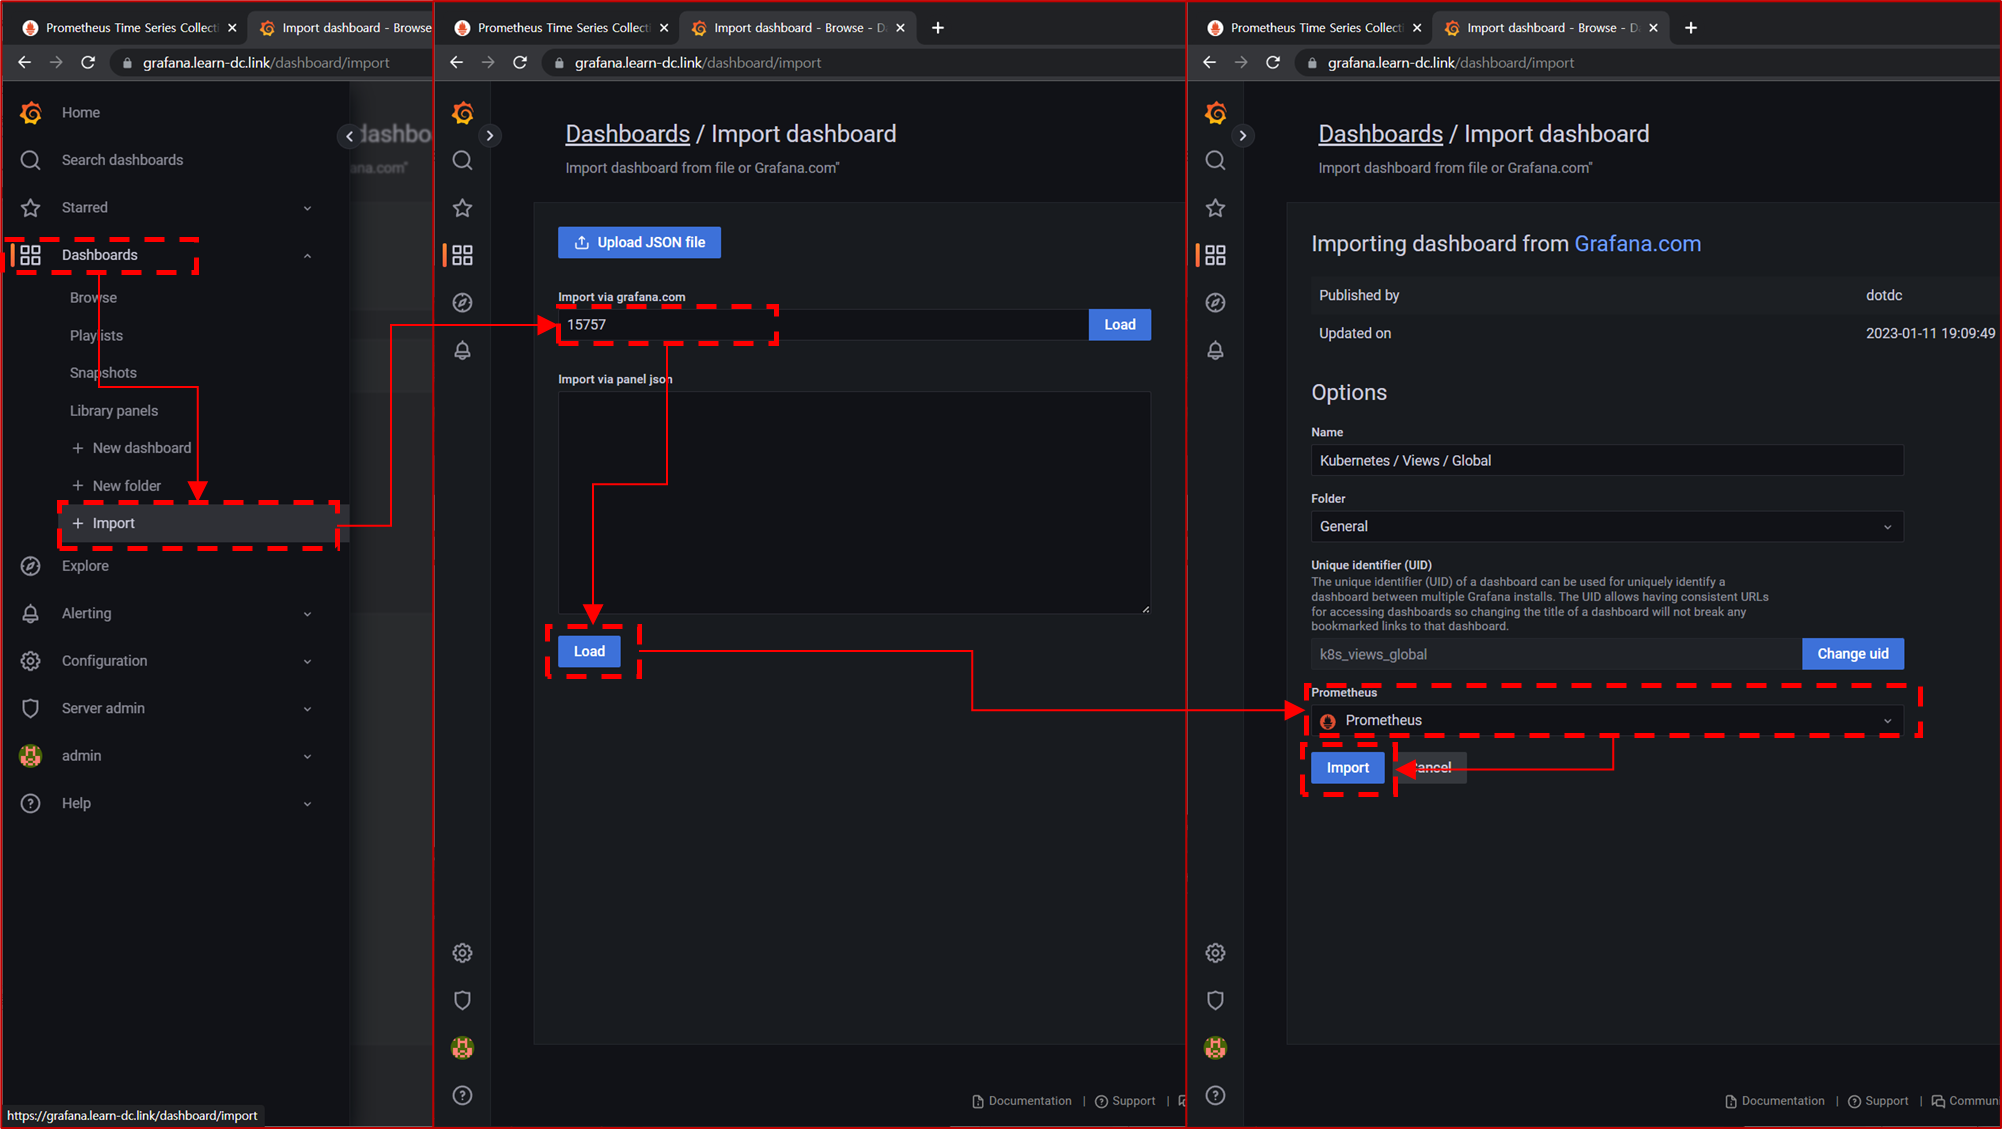 Prometheus Time Series Collecti
Import dashboard - Browse
grafana.learn-dc.link/dashboard/import
Home
Search dashboards
Starred
Dashboards
Browse
Playlists
Snapshots
Library panels
+ New dashboard
+ New folder
+ Import
Explore
Alerting
Configuration
Server admin
admin
Help
dashbo
ana.com"
https://grafana.learn-dc.link/dashboard/import
Prometheus Time Series Collecti
Import dashboard - Browse - D
grafana.learn-dc.link/dashboard/import
Dashboards / Import dashboard
Import dashboard from file or Grafana.com"
Upload JSON file
Import via grafana.com
15757
Load
Import via panel json
Load
Documentation | Support |
Prometheus Time Series Collecti
Import dashboard - Browse - D
grafana.learn-dc.link/dashboard/import
Dashboards / Import dashboard
Import dashboard from file or Grafana.com"
Importing dashboard from Grafana.com
Published by dotdc
Updated on 2023-01-11 19:09:49
Options
Name
Kubernetes / Views / Global
Folder
General
Unique identifier (UID)
The unique identifier (UID) of a dashboard can be used for uniquely identify a
dashboard between multiple Grafana installs. The UID allows having consistent URLs
for accessing dashboards so changing the title of a dashboard will not break any
bookmarked links to that dashboard.
k8s_views_global
Change uid
Prometheus
Prometheus
Import
Cancel
Documentation | Support | Commun